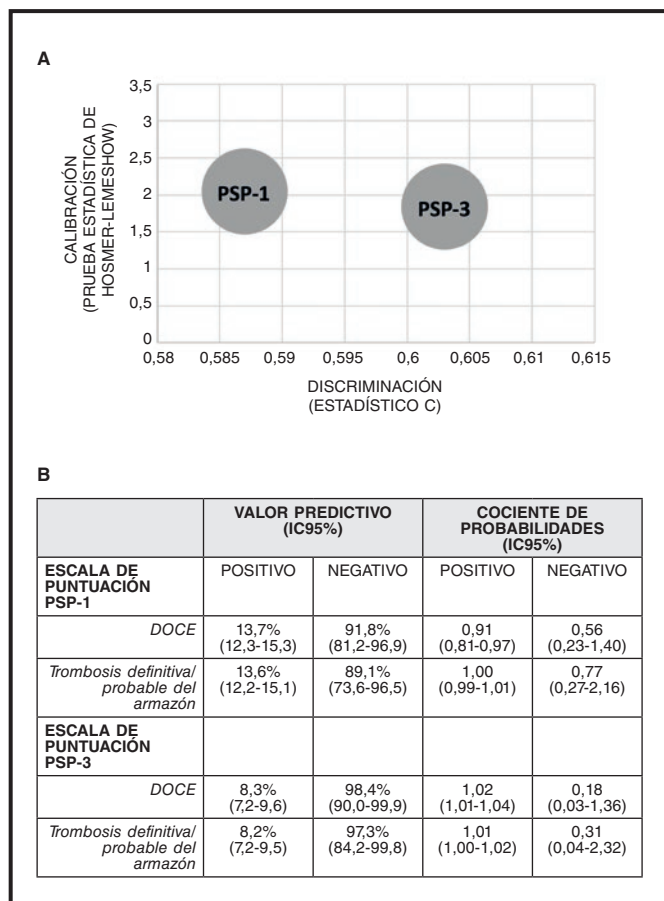 A
CALIBRACIÓN
(PRUEBA ESTADÍSTICA DE
HOSMER-LEMESHOW)
3,5
3
2,5
2
1,5
1
0,5
0
PSP-1
PSP-3
0,58 0,585 0,59 0,595 0,6 0,605 0,61 0,615
DISCRIMINACIÓN
(ESTADÍSTICO C)
B
VALOR PREDICTIVO
(IC95%)
COCIENTE DE
PROBABILIDADES
(IC95%)
ESCALA DE
PUNTUACIÓN
PSP-1
POSITIVO NEGATIVO POSITIVO NEGATIVO
DOCE 13,7% 91,8% 0,91 0,56
(12,3-15,3) (81,2-96,9) (0,81-0,97) (0,23-1,40)
Trombosis definitiva/ 13,6% 89,1% 1,00 0,77
probable del (12,2-15,1) (73,6-96,5) (0,99-1,01) (0,27-2,16)
armazón
ESCALA DE
PUNTUACIÓN
PSP-3
DOCE 8,3% 98,4% 1,02 0,18
(7,2-9,6) (90,0-99,9) (1,01-1,04) (0,03-1,36)
Trombosis definitiva/ 8,2% 97,3% 1,01 0,31
probable del (7,2-9,5) (84,2-99,8) (1,00-1,02) (0,04-2,32)
armazón